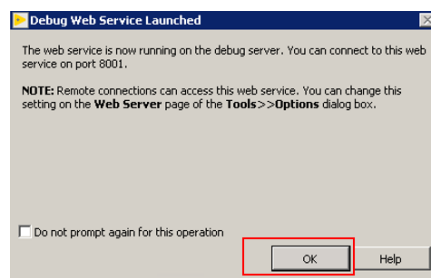 Debug Web Service Launched
The web service is now running on the debug server. You can connect to this web
service on port 8001.
NOTE: Remote connections can access this web service. You can change this
setting on the Web Server page of the Tools>>Options dialog box.
Do not prompt again for this operation
OK Help